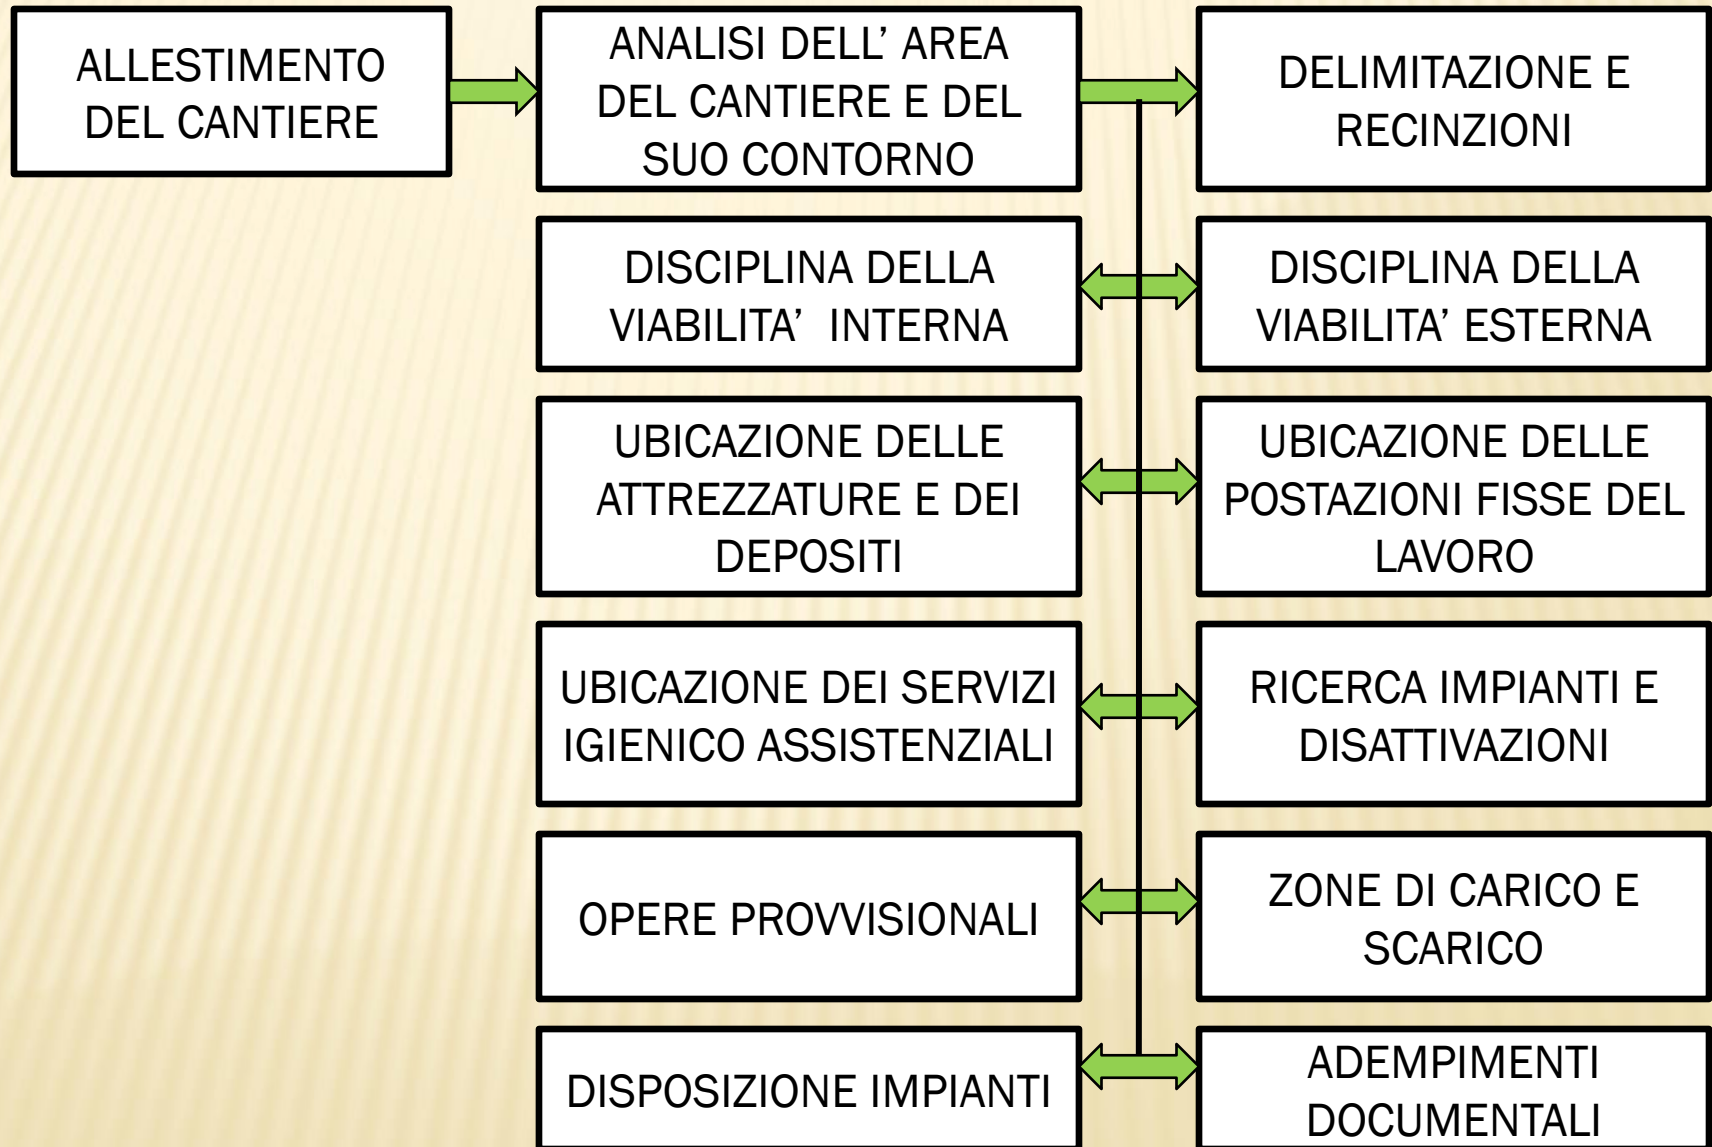 ALLESTIMENTO
DEL CANTIERE
ANALISI DELL’ AREA
DEL CANTIERE E DEL
SUO CONTORNO
DELIMITAZIONE E
RECINZIONI
DISCIPLINA DELLA
VIABILITA’ INTERNA
DISCIPLINA DELLA
VIABILITA’ ESTERNA
UBICAZIONE DELLE
ATTREZZATURE E DEI
DEPOSITI
UBICAZIONE DELLE
POSTAZIONI FISSE DEL
LAVORO
UBICAZIONE DEI SERVIZI
IGIENICO ASSISTENZIALI
RICERCA IMPIANTI E
DISATTIVAZIONI
OPERE PROVVISIONALI
ZONE DI CARICO E
SCARICO
DISPOSIZIONE IMPIANTI
ADEMPIMENTI
DOCUMENTALI